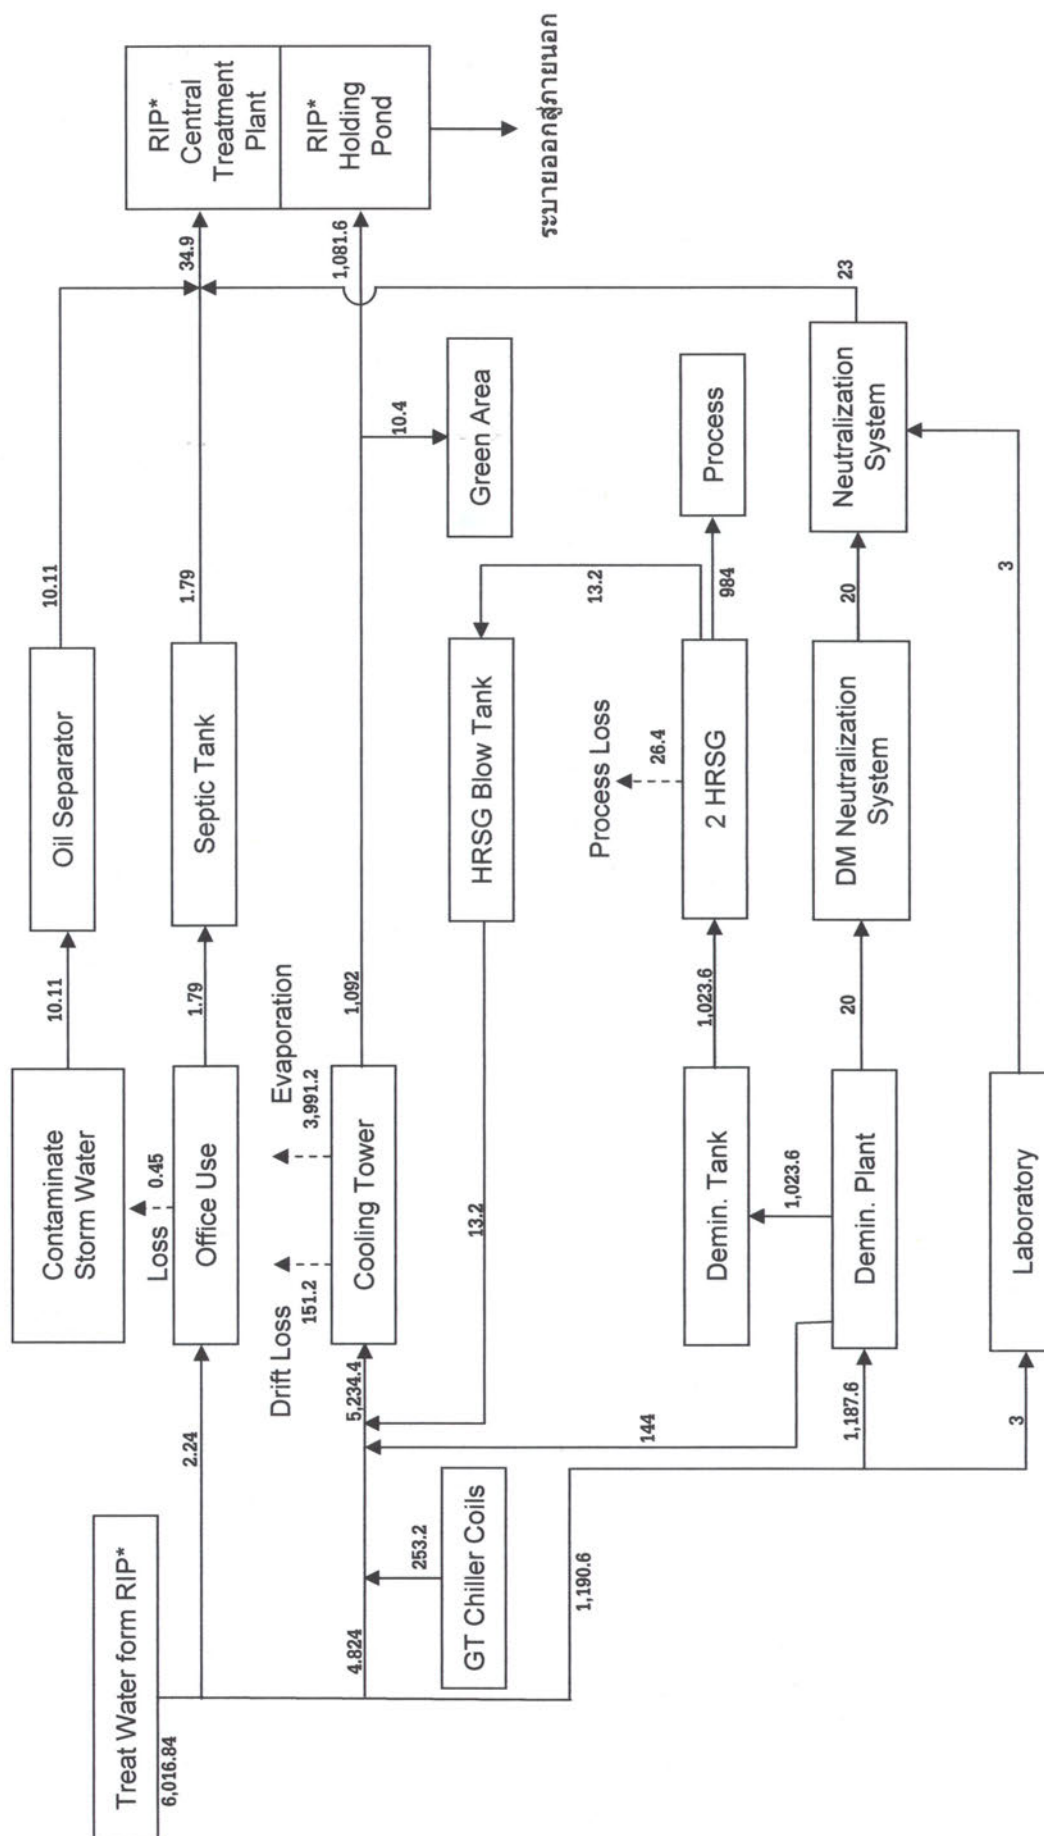 Treat Water form RIP*
6,016.84
2.24
4.824
253.2
GT Chiller Coils
1,190.6
144
1,187.6
3
5,234.4
Contaminate
Storm Water
10.11
Oil Separator
10.11
Loss
0.45
Office Use
1.79
Septic Tank
1.79
34.9
RIP*
Central
Treatment
Plant
Drift Loss
151.2
Evaporation
3,991.2
Cooling Tower
1,092
1,081.6
RIP*
Holding
Pond
ระบายออกสู่ภายนอก
10.4
Green Area
13.2
HRSG Blow Tank
13.2
Process Loss
26.4
Demin. Tank
1,023.6
2 HRSG
984
Process
1,023.6
Demin. Plant
20
DM Neutralization
System
20
Neutralization
System
23
Laboratory
3